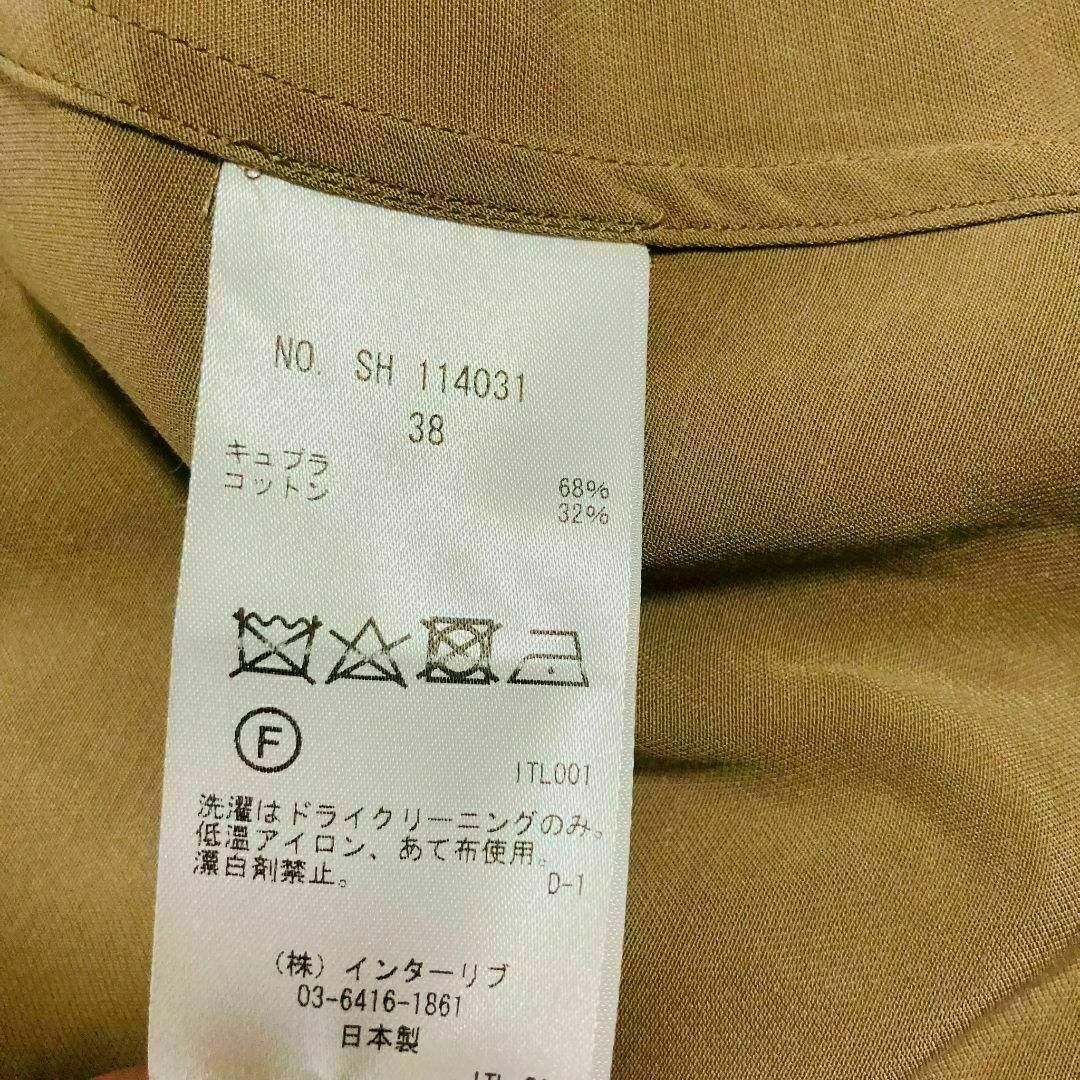 NO. SH 114031
38
キュプラ 68%
コットン 32%
F
ITL001
洗濯はドライクリーニングのみ。
低温アイロン、あて布使用。
漂白剤禁止。
D-1
(株)インターリブ
03-6416-1861
日本製